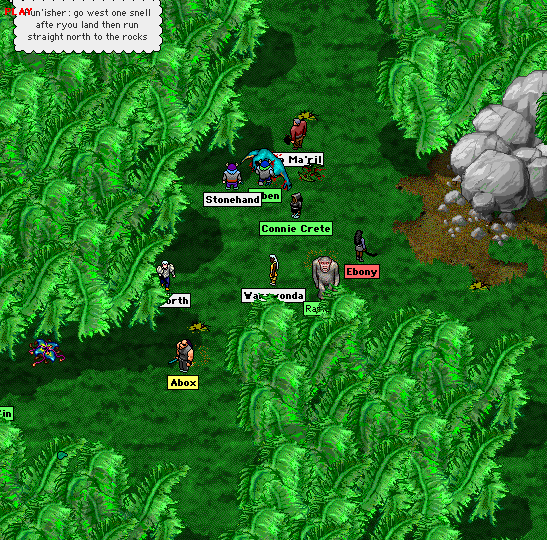 un'isher: go west one snell
afte ryou land then run
straight north to the rocks
Ma'ril
Stonehand
Connie Crete
Ebony
Abox